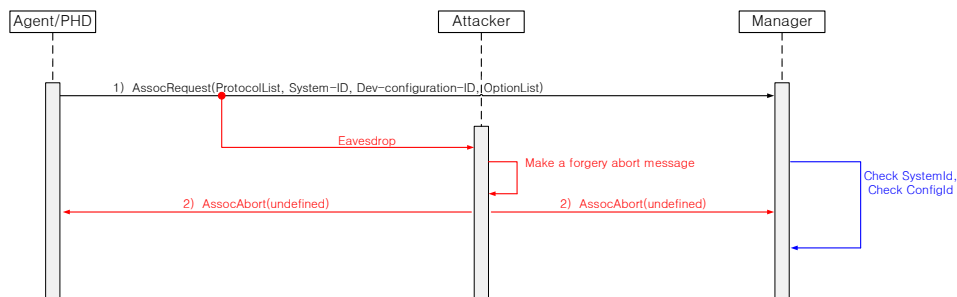 Agent/PHD
Attacker
Manager
1) AssocRequest(ProtocolList, System-ID, Dev-configuration-ID, OptionList)
Eavesdrop
Make a forgery abort message
Check SystemId,
Check ConfigId
2) AssocAbort(undefined)
2) AssocAbort(undefined)